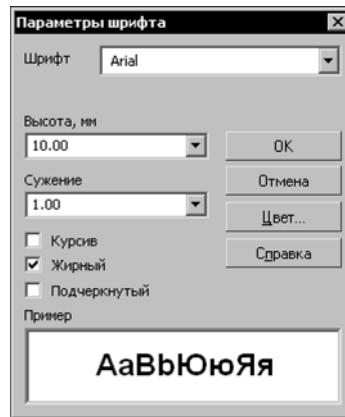 Параметры шрифта
Шрифт Arial
Высота, мм
10.00
OK
Сужение
Отмена
1.00
Цвет...
Курсив
Справка
Жирный
Подчеркнутый
Пример
AaBbЮюЯя